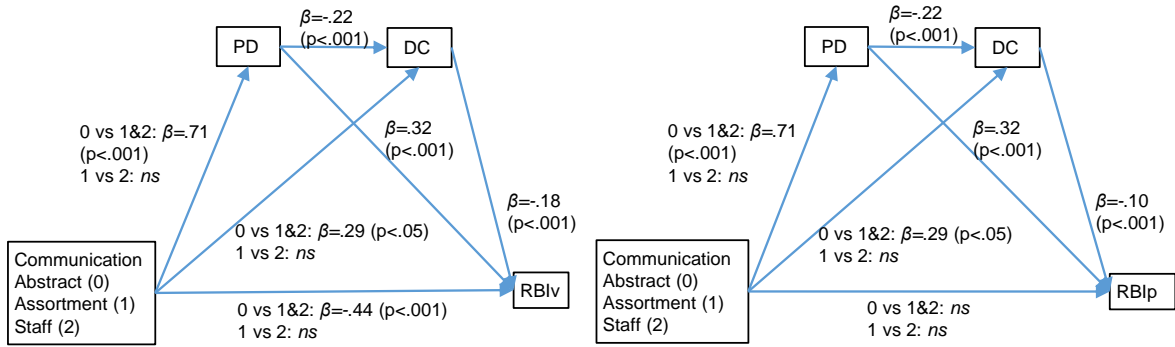 β=-.22
(p<.001)
PD
DC
0 vs 1&2: β=.71
(p<.001)
1 vs 2: ns
β=.32
(p<.001)
β=-.18
(p<.001)
0 vs 1&2: β=.29 (p<.05)
1 vs 2: ns
Communication
Abstract (0)
Assortment (1)
Staff (2)
RBIv
0 vs 1&2: β=-.44 (p<.001)
1 vs 2: ns
β=-.22
(p<.001)
PD
DC
0 vs 1&2: β=.71
(p<.001)
1 vs 2: ns
β=.32
(p<.001)
β=-.10
(p<.001)
0 vs 1&2: β=.29 (p<.05)
1 vs 2: ns
Communication
Abstract (0)
Assortment (1)
Staff (2)
RBIp
0 vs 1&2: ns
1 vs 2: ns